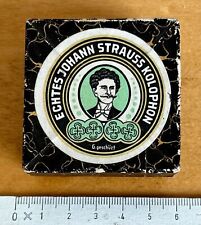 ECHTES JOHANN STRAUSS KOLOPHON
G. geschützt
0 1 2 3 4 5 6